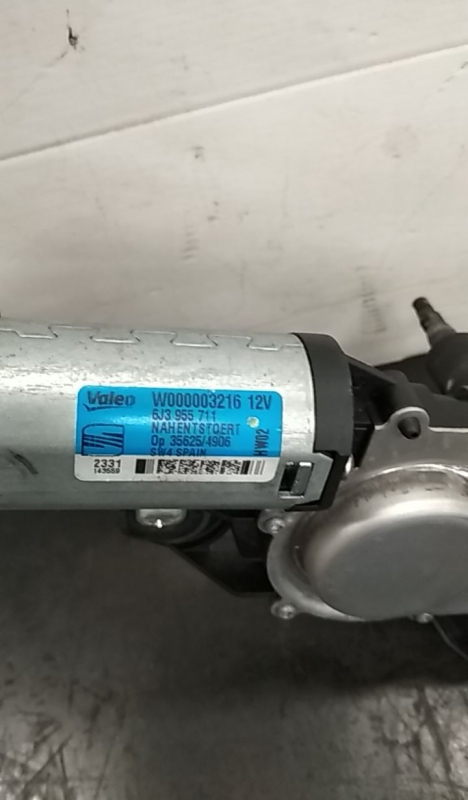 Valeo W000003216 12V
6J3 955 711
NAHENTSTOERT
Op 35625/4906
SW4 SPAIN
HW02
2331